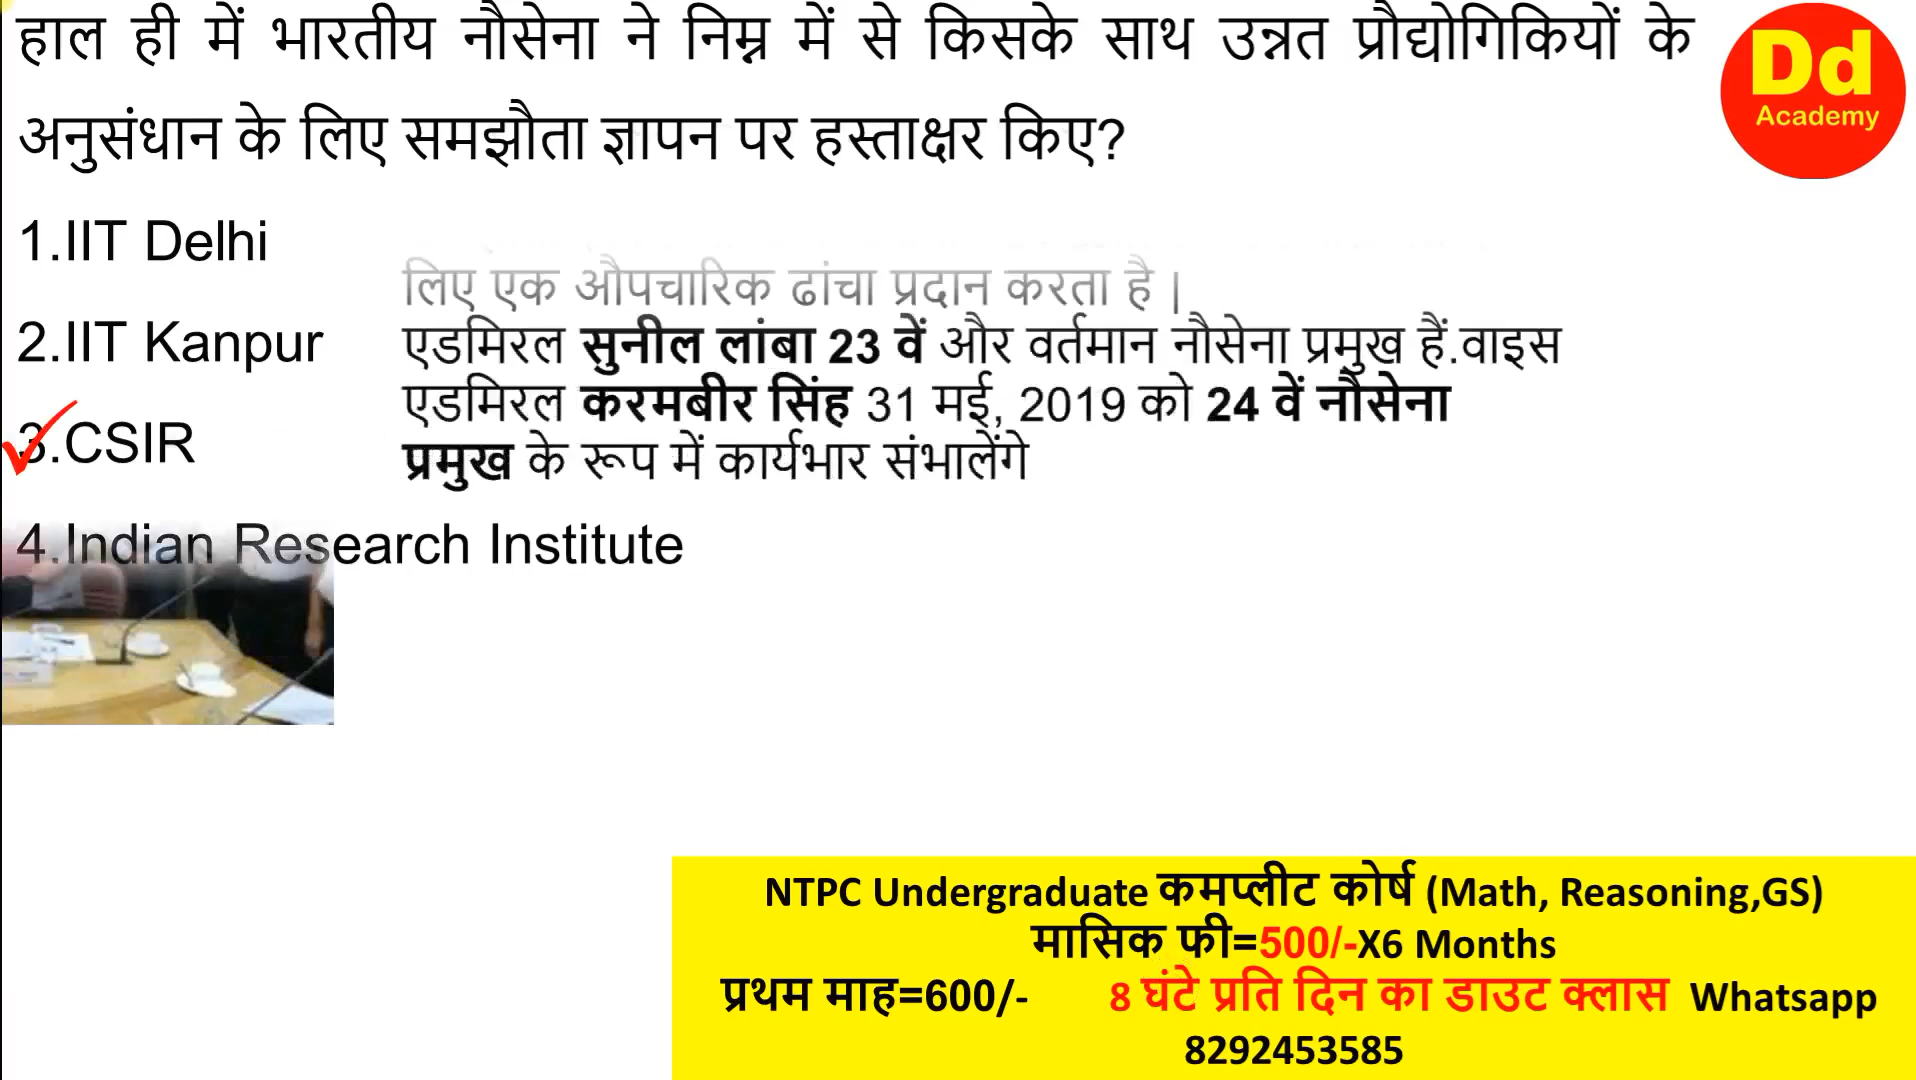 हाल ही में भारतीय नौसेना ने निम्न में से किसके साथ उन्नत प्रौद्योगिकियों के
अनुसंधान के लिए समझौता ज्ञापन पर हस्ताक्षर किए?
Dd
Academy
1.IIT Delhi
2.IIT Kanpur
3.CSIR
4.Indian Research Institute
लिए एक औपचारिक ढांचा प्रदान करता है |
एडमिरल सुनील लांबा 23 वें और वर्तमान नौसेना प्रमुख हैं.वाइस
एडमिरल करमबीर सिंह 31 मई, 2019 को 24 वें नौसेना
प्रमुख के रूप में कार्यभार संभालेंगे
NTPC Undergraduate कमप्लीट कोर्ष (Math, Reasoning,GS)
मासिक फी=500/-X6 Months
प्रथम माह=600/- 8 घंटे प्रति दिन का डाउट क्लास Whatsapp
8292453585